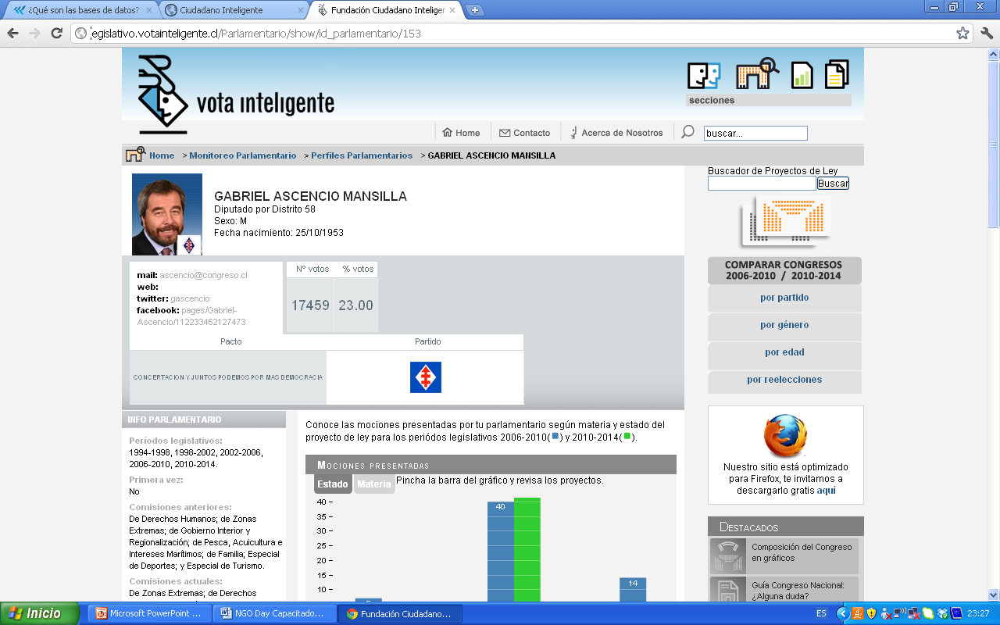 ¿Qué son las bases de datos?
Ciudadano Inteligente
Fundación Ciudadano Inteliger
egislativo.votainteligente.cl/Parlamentario/show/id_parlamentario/153
vota inteligente
secciones
Home
Contacto
Acerca de Nosotros
buscar...
Home > Monitoreo Parlamentario > Perfiles Parlamentarios > GABRIEL ASCENCIO MANSILLA
GABRIEL ASCENCIO MANSILLA
Diputado por Distrito 58
Sexo: M
Fecha nacimiento: 25/10/1953
mail: ascencio@congreso.cl
web:
twitter: gascencio
facebook: pages/Gabriel-
Ascencio/112233462127473
Nº votos % votos
17459 23.00
Pacto Partido
CONCERTACION Y JUNTOS PODEMOS POR MAS DEMOCRACIA
INFO PARLAMENTARIO
Períodos legislativos:
1994-1998, 1998-2002, 2002-2006,
2006-2010, 2010-2014.
Primera vez:
No
Comisiones anteriores:
De Derechos Humanos; de Zonas
Extremas; de Gobierno Interior y
Regionalización; de Pesca, Acuicultura e
Intereses Marítimos; de Familia; Especial
de Deportes; y Especial de Turismo.
Comisiones actuales:
De Zonas Extremas; de Derechos
Conoce las mociones presentadas por tu parlamentario según materia y estado del
proyecto de ley para los periódos legislativos 2006-2010( ) y 2010-2014( ).
MOCIONES PRESENTADAS
Estado
Materia
Pincha la barra del gráfico y revisa los proyectos.
40
35
30
25
20
15
10
40
14
Buscador de Proyectos de Ley
Buscar
COMPARAR CONGRESOS
2006-2010 / 2010-2014
por partido
por género
por edad
por reelecciones
Nuestro sitio está optimizado
para Firefox, te invitamos a
descargarlo gratis aquí
DESTACADOS
Composición del Congreso
en gráficos
Guía Congreso Nacional:
¿Alguna duda?
Inicio
Microsoft PowerPoint ...
NGO Day Capacitado...
Fundación Ciudadano...
ES
23:27